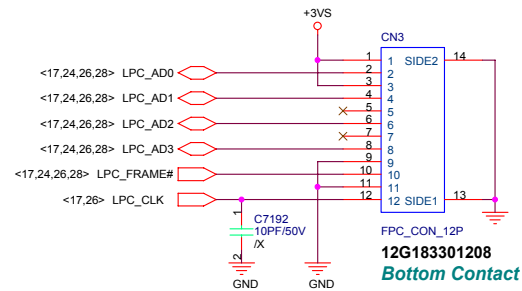 +3VS
CN3
1 1 SIDE2 14
<17,24,26,28> LPC_AD0 2 2
3 3
<17,24,26,28> LPC_AD1 4 4
5 5
<17,24,26,28> LPC_AD2 6 6
7 7
<17,24,26,28> LPC_AD3 8 8
9 9
<17,24,26,28> LPC_FRAME# 10 10
11 11
<17,26> LPC_CLK 12 12 SIDE1 13
1
C7192
10PF/50V
/X
2
GND
GND
FPC_CON_12P
12G183301208
Bottom Contact